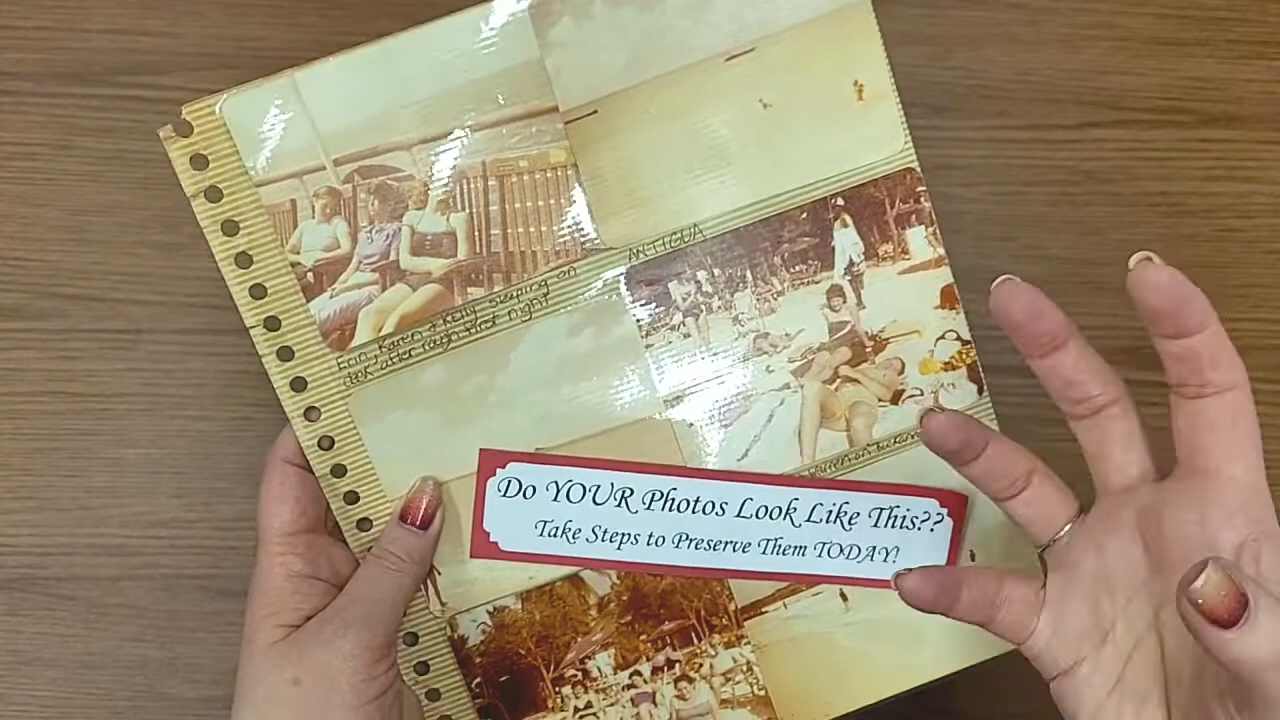 ANTIGUA
Erin, Karen & Kelly sleeping on
deck after rough first night
Do YOUR Photos Look Like This??
Take Steps to Preserve Them TODAY!